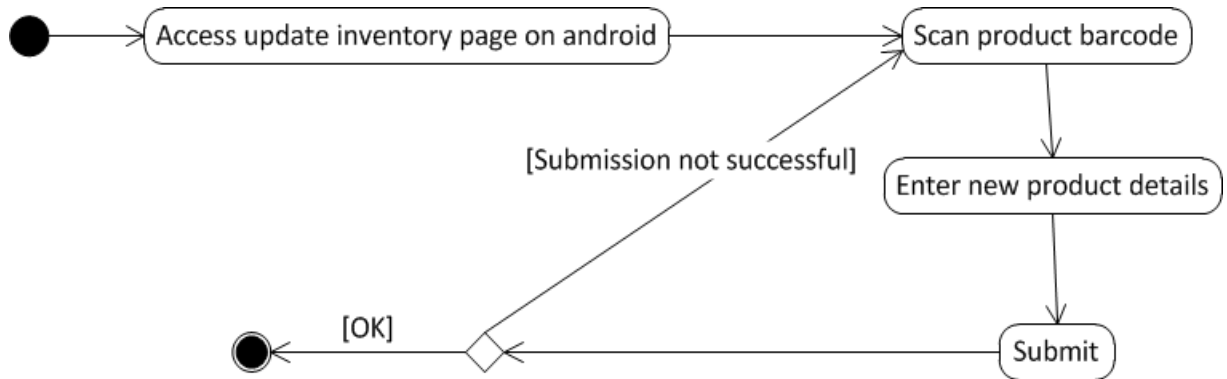 Access update inventory page on android
Scan product barcode
[Submission not successful]
Enter new product details
[OK]
Submit